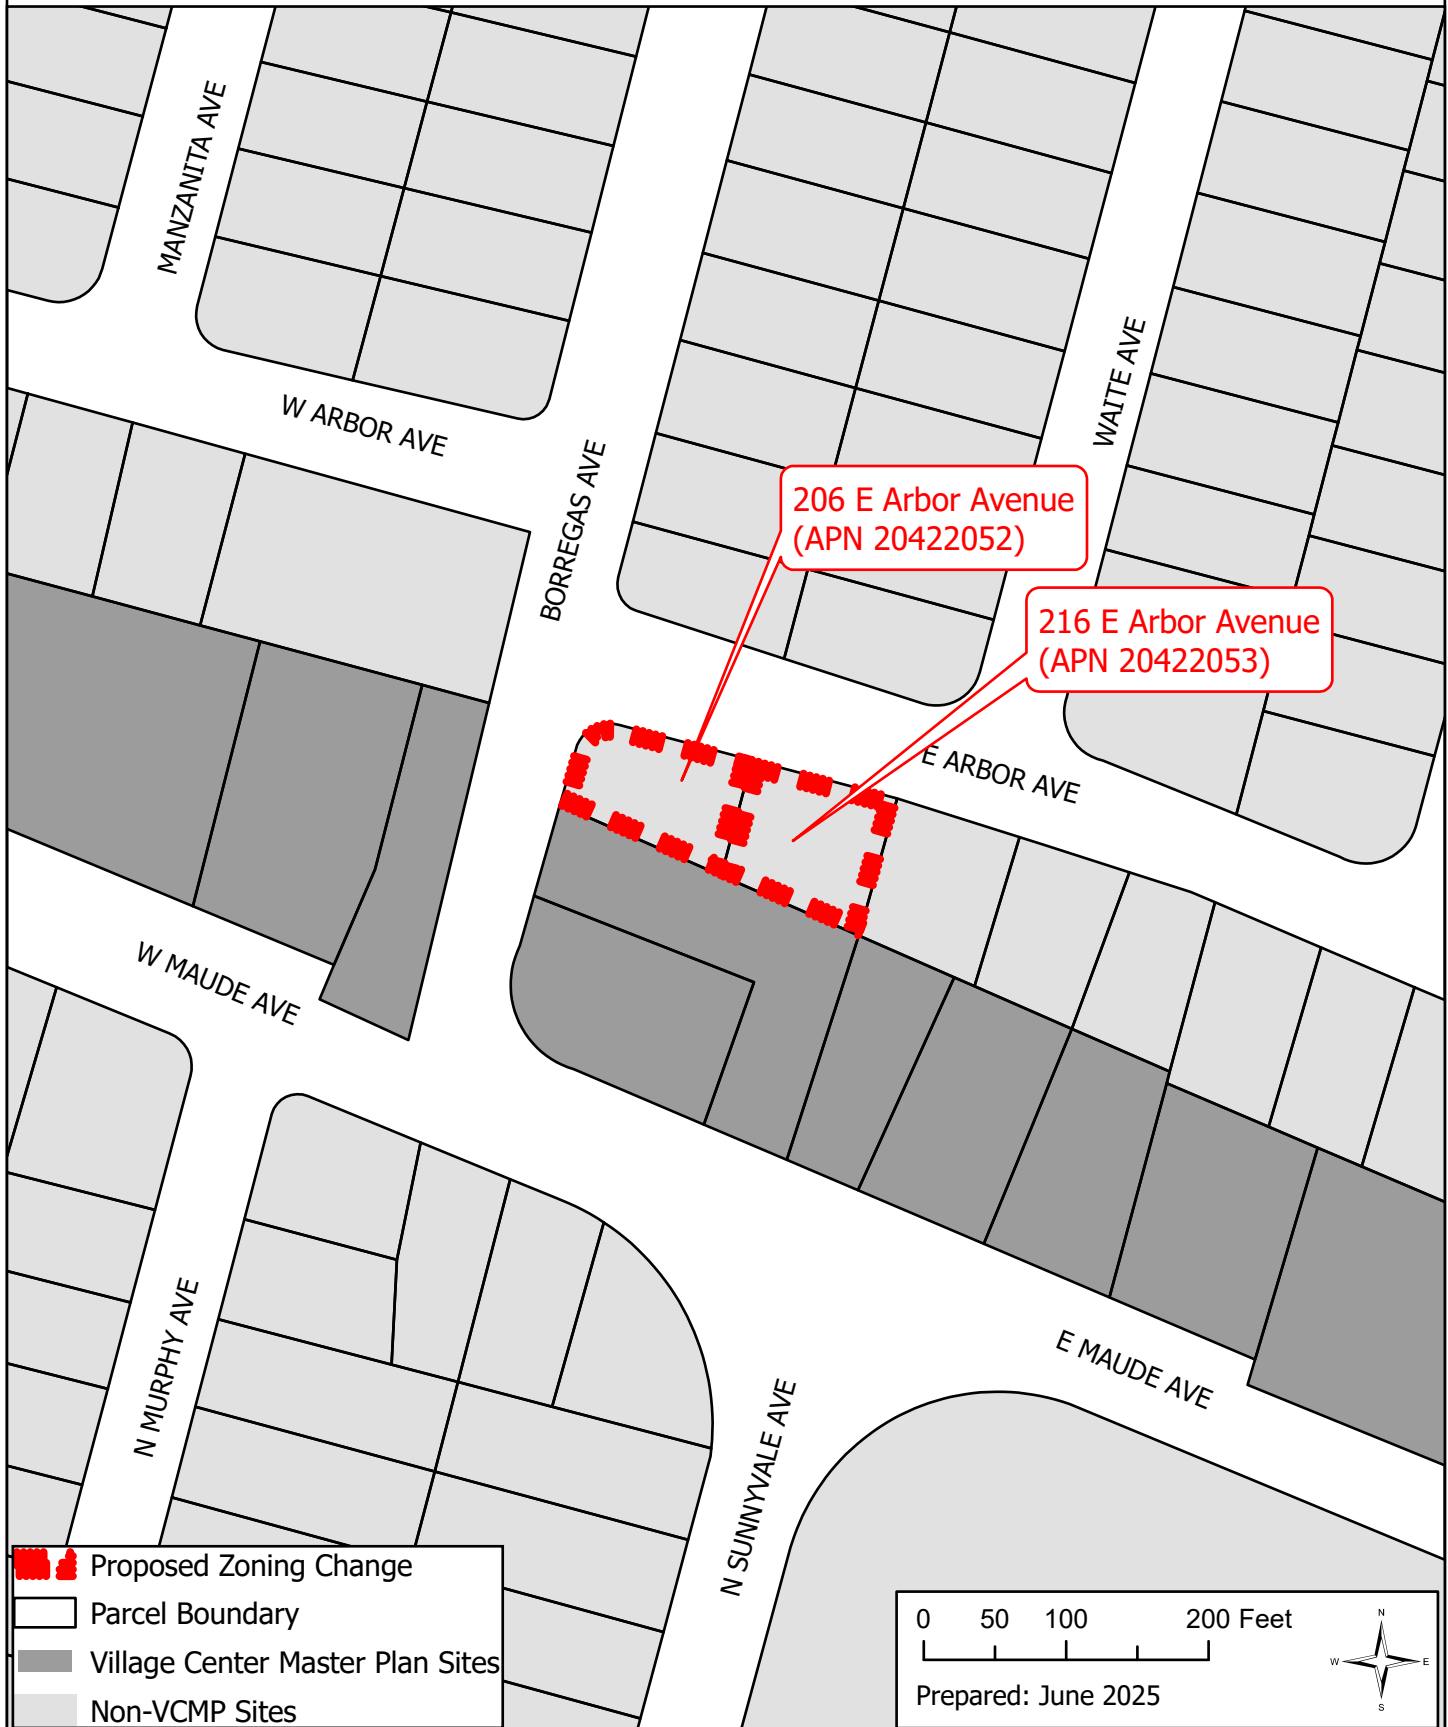 MANZANITA AVE
W ARBOR AVE
BORREGAS AVE
WAITE AVE
206 E Arbor Avenue
(APN 20422052)
216 E Arbor Avenue
(APN 20422053)
E ARBOR AVE
W MAUDE AVE
N MURPHY AVE
N SUNNYVALE AVE
E MAUDE AVE
Proposed Zoning Change
Parcel Boundary
Village Center Master Plan Sites
Non-VCMP Sites
0 50 100 200 Feet
Prepared: June 2025
N
W E
S